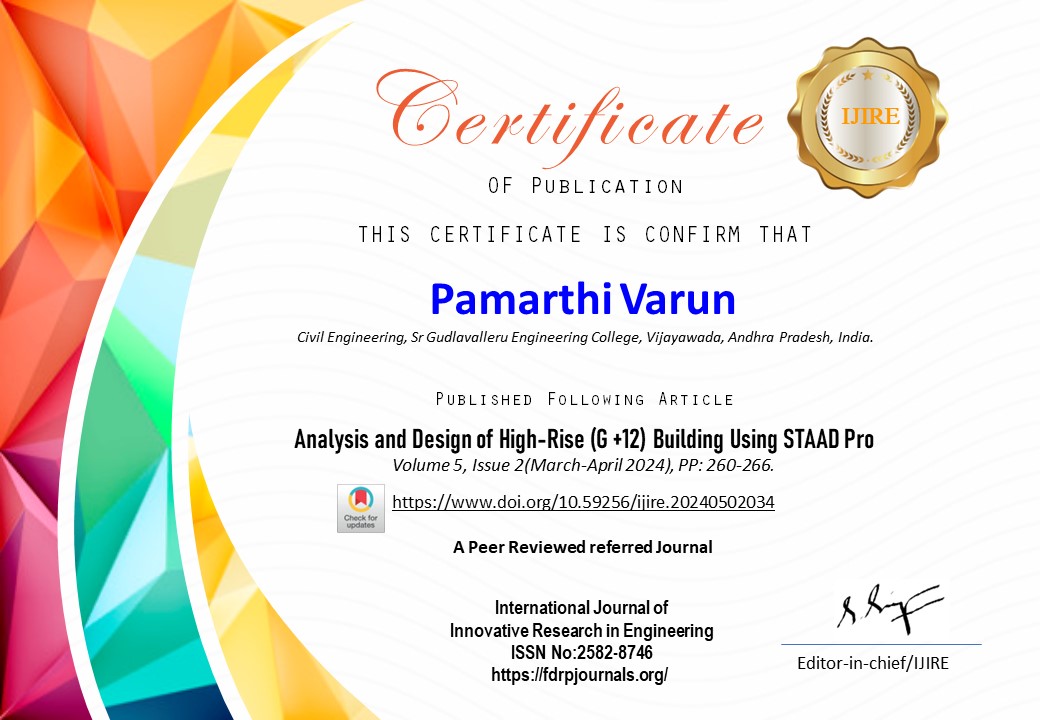 Certificate
IJIRE
OF Publication
THIS CERTIFICATE IS CONFIRM THAT
Pamarthi Varun
Civil Engineering, Sr Gudlavalleru Engineering College, Vijayawada, Andhra Pradesh, India.
Published Following Article
Analysis and Design of High-Rise (G +12) Building Using STAAD Pro
Volume 5, Issue 2(March-April 2024), PP: 260-266.
Check for
updates
https://www.doi.org/10.59256/ijire.20240502034
A Peer Reviewed referred Journal
International Journal of
Innovative Research in Engineering
ISSN No:2582-8746
https://fdrpjournals.org/
Editor-in-chief/IJIRE